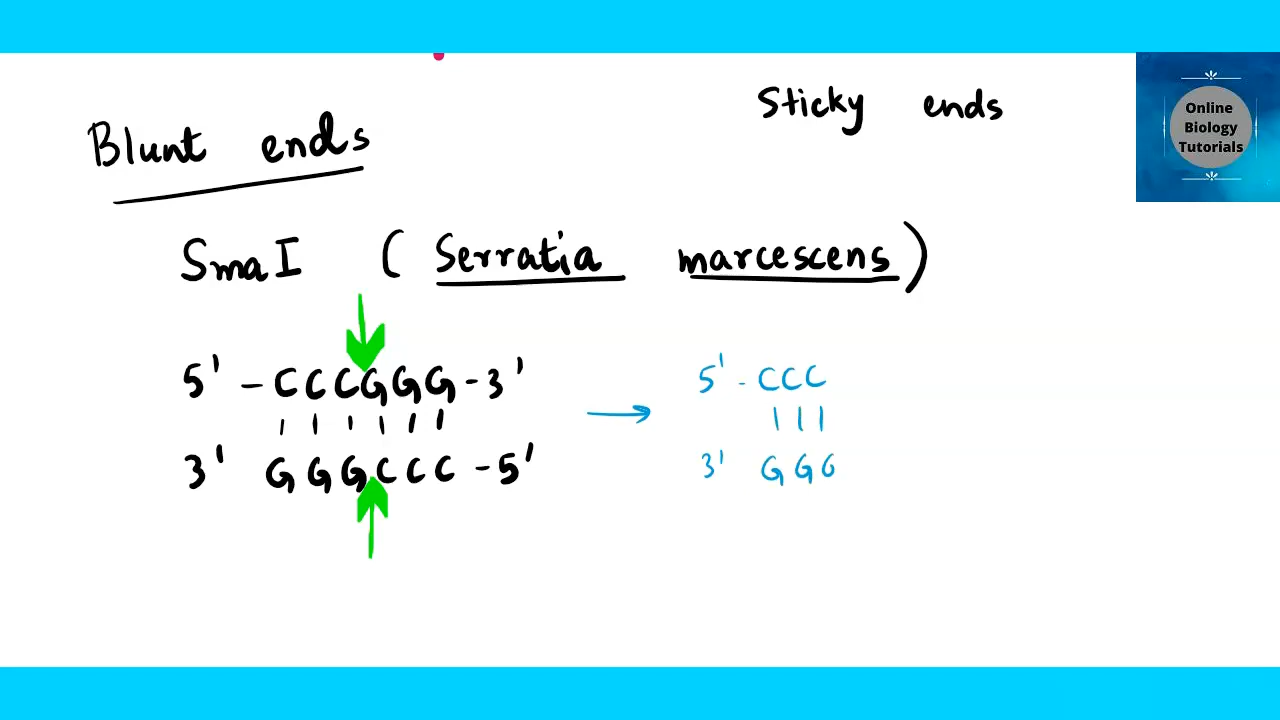 Sticky ends
Online
Biology
Tutorials
Blunt ends
SmaI (Serratia marcescens)
5' - CCCGGG - 3'
3' GGGCCC - 5'
5' - CCC
3' GGG